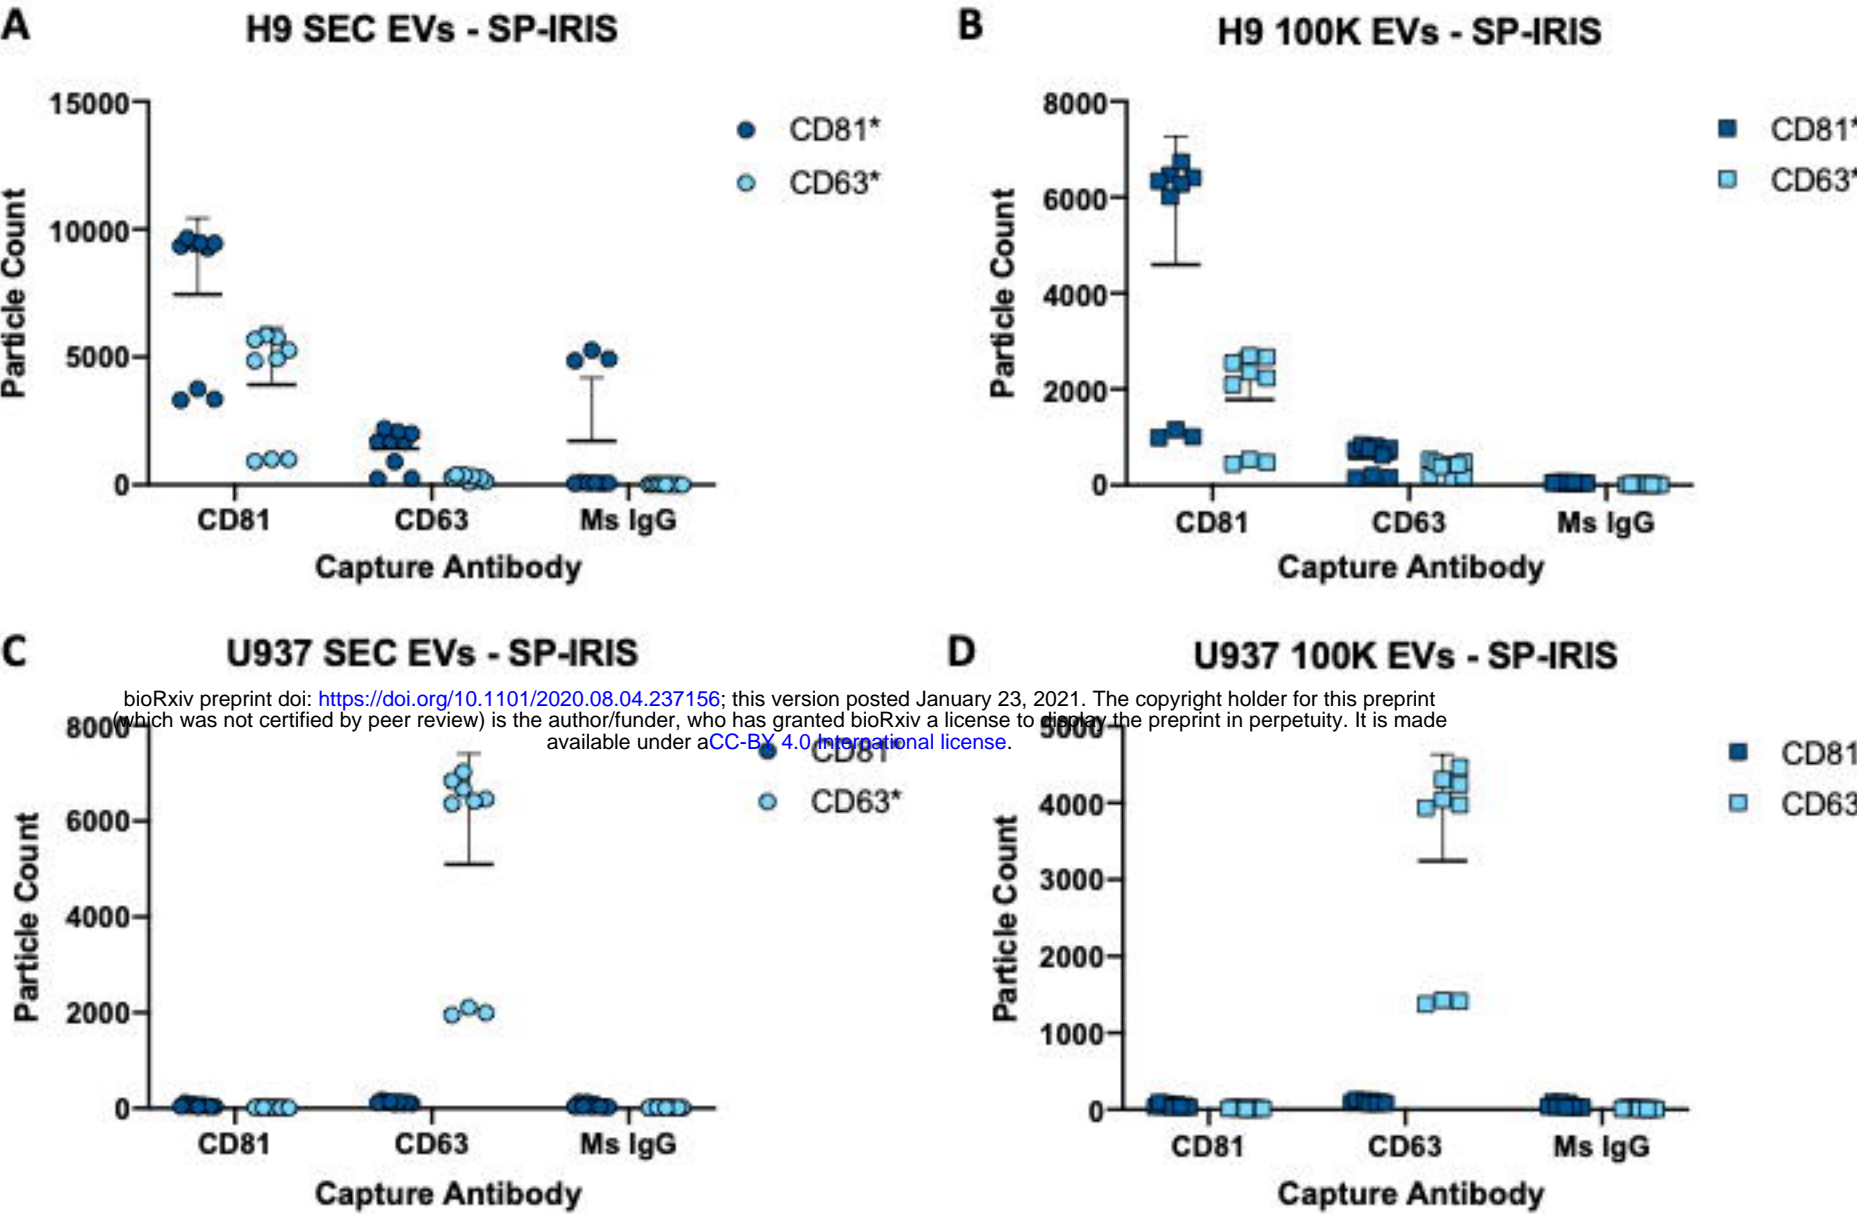 A
H9 SEC EVs - SP-IRIS
15000
10000
5000
0
Particle Count
CD81*
CD63*
CD81
CD63
Ms IgG
Capture Antibody
B
H9 100K EVs - SP-IRIS
8000
6000
4000
2000
0
Particle Count
CD81*
CD63*
CD81
CD63
Ms IgG
Capture Antibody
bioRxiv preprint doi: https://doi.org/10.1101/2020.08.04.237156; this version posted January 23, 2021. The copyright holder for this preprint
(which was not certified by peer review) is the author/funder, who has granted bioRxiv a license to display the preprint in perpetuity. It is made
available under aCC-BY 4.0 International license.
C
U937 SEC EVs - SP-IRIS
8000
6000
4000
2000
0
Particle Count
CD81*
CD63*
CD81
CD63
Ms IgG
Capture Antibody
D
U937 100K EVs - SP-IRIS
5000
4000
3000
2000
1000
0
Particle Count
CD81
CD63
CD81
CD63
Ms IgG
Capture Antibody